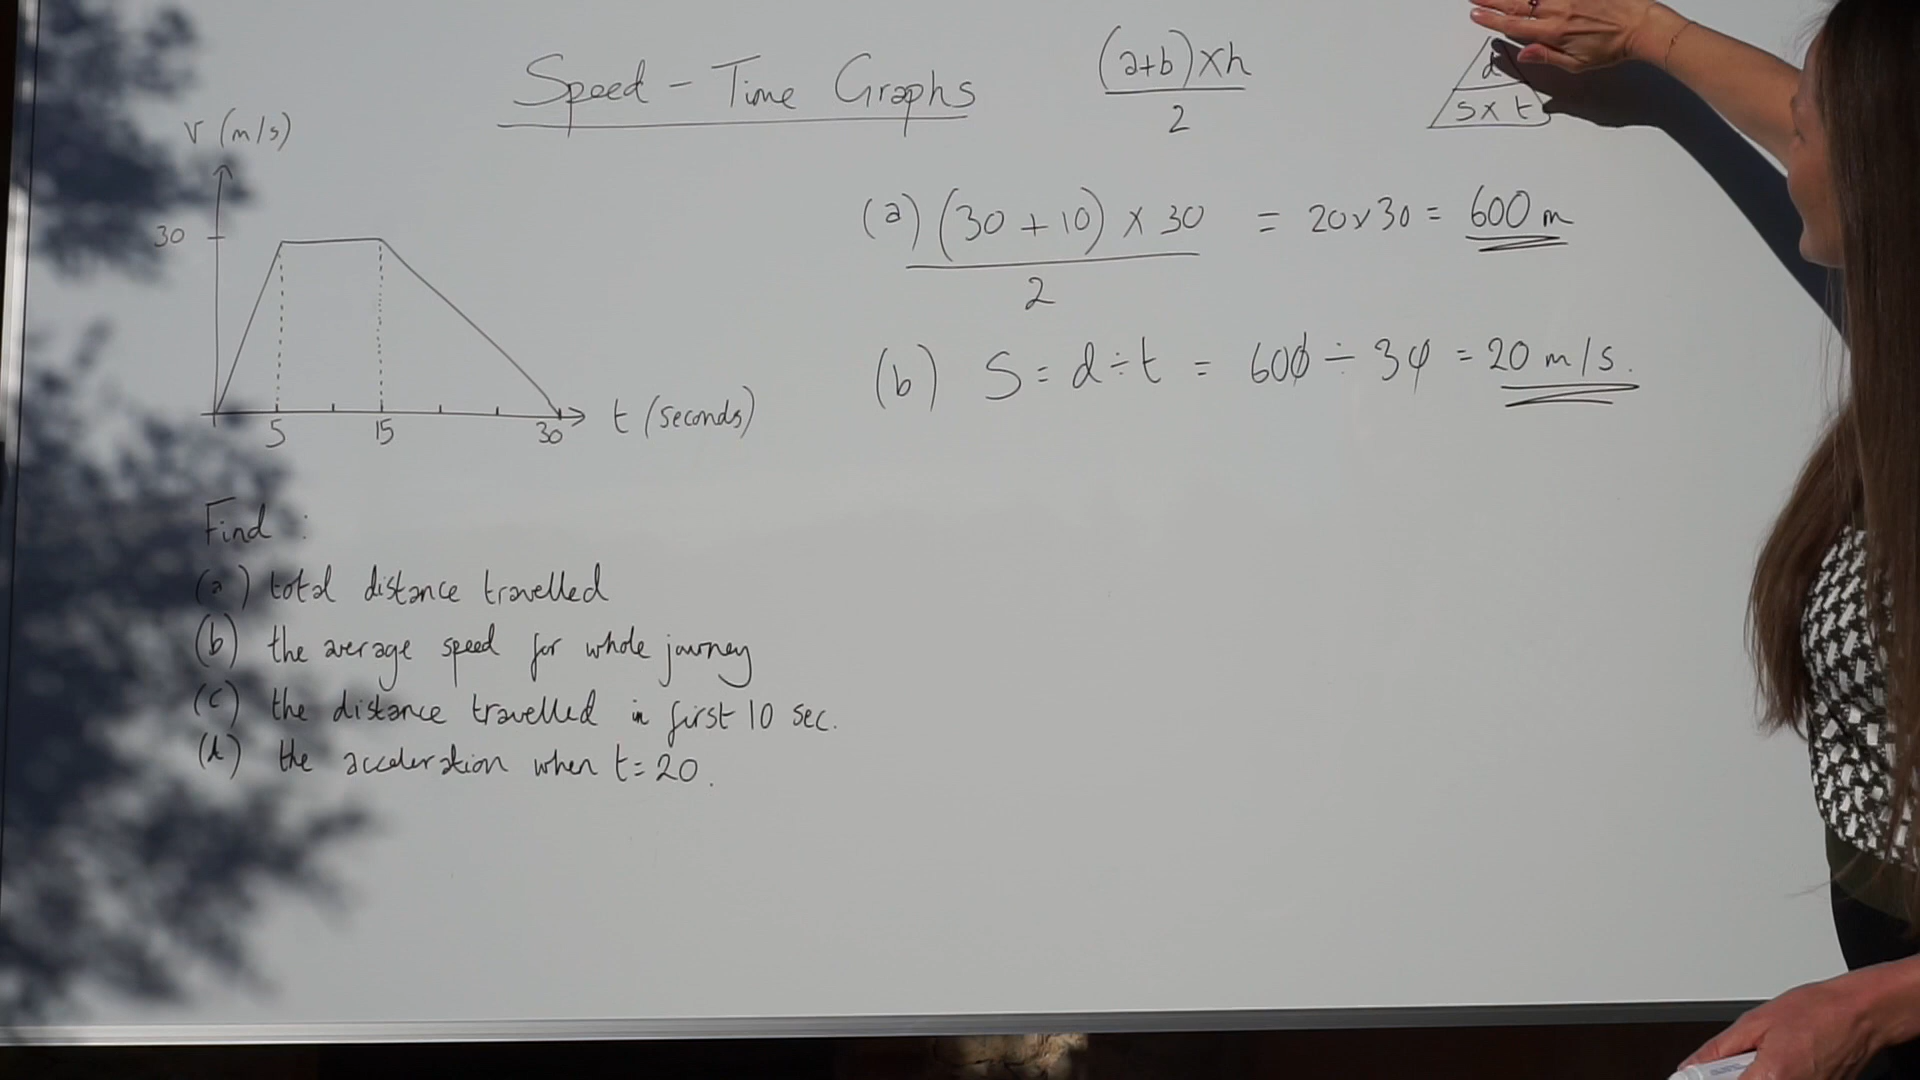 Speed - Time Graphs
(a+b)×h
2
d
s × t
v (m/s)
30
5
15
30
t (seconds)
(a) (30 + 10) × 30 = 20×30 = 600 m
2
(b) S = d ÷ t = 600 ÷ 30 = 20 m/s.
Find :
(a) total distance travelled
(b) the average speed for whole journey
(c) the distance travelled in first 10 sec.
(d) the acceleration when t = 20.